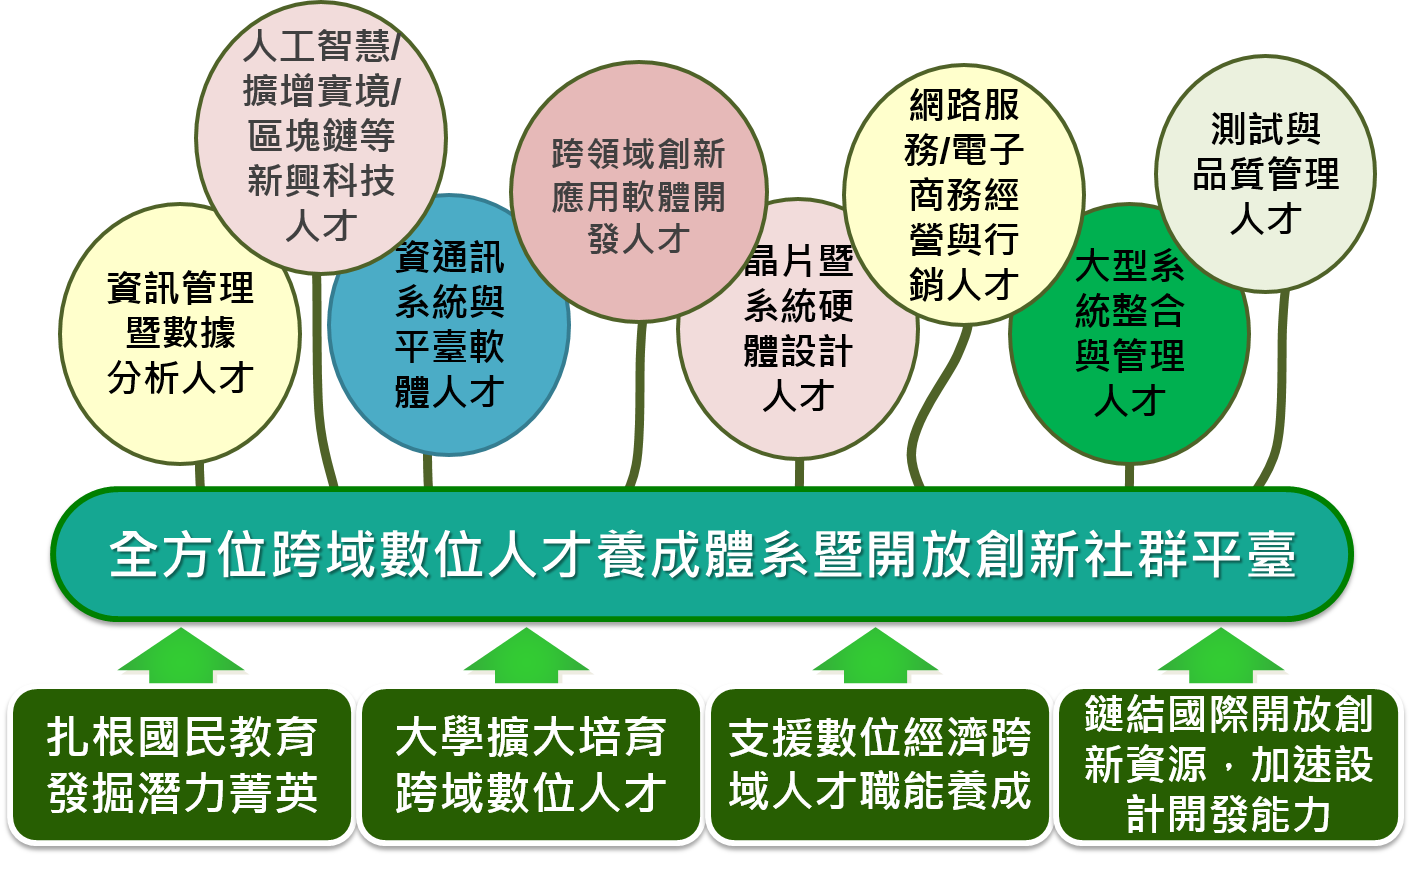 人工智慧/
擴增實境/
區塊鏈等
新興科技
人才
跨領域創新
應用軟體開
發人才
網路服
務/電子
商務經
營與行
銷人才
測試與
品質管理
人才
資訊管理
暨數據
分析人才
資通訊
系統與
平臺軟
體人才
晶片暨
系統硬
體設計
人才
大型系
統整合
與管理
人才
全方位跨域數位人才養成體系暨開放創新社群平臺
扎根國民教育
發掘潛力菁英
大學擴大培育
跨域數位人才
支援數位經濟跨
域人才職能養成
鏈結國際開放創
新資源，加速設
計開發能力